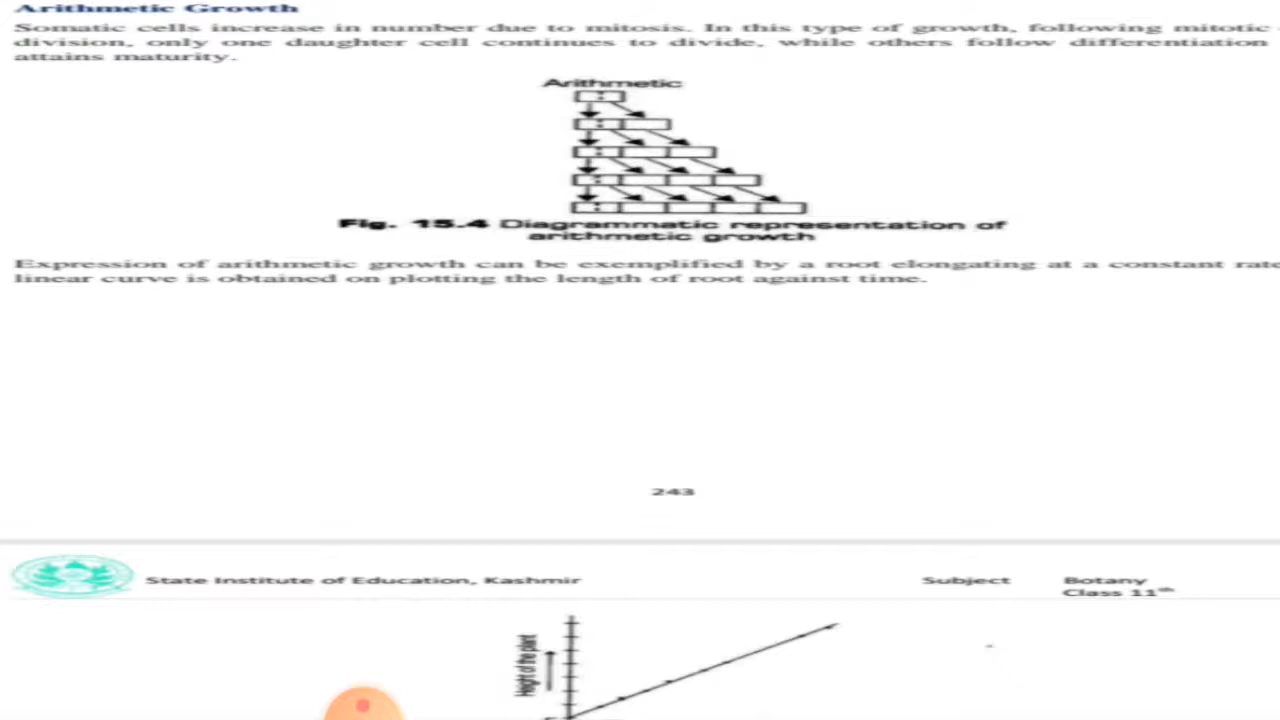 Arithmetic Growth
Somatic cells increase in number due to mitosis. In this type of growth, following mitotic
division, only one daughter cell continues to divide, while others follow differentiation
attains maturity.
Arithmetic
Fig. 15.4 Diagrammatic representation of
arithmetic growth
Expression of arithmetic growth can be exemplified by a root elongating at a constant rate
linear curve is obtained on plotting the length of root against time.
243
State Institute of Education, Kashmir Subject Botany
Class 11th
Height of the plant